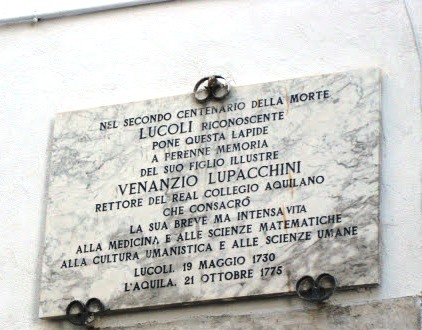 NEL SECONDO CENTENARIO DELLA MORTE
LUCOLI RICONOSCENTE
PONE QUESTA LAPIDE
A PERENNE MEMORIA
DEL SUO FIGLIO ILLUSTRE
VENANZIO LUPACCHINI
RETTORE DEL REAL COLLEGIO AQUILANO
CHE CONSACRÒ
LA SUA BREVE MA INTENSA VITA
ALLA MEDICINA E ALLE SCIENZE MATEMATICHE
ALLA CULTURA UMANISTICA E ALLE SCIENZE UMANE
LUCOLI. 19 MAGGIO 1730
L'AQUILA. 21 OTTOBRE 1775